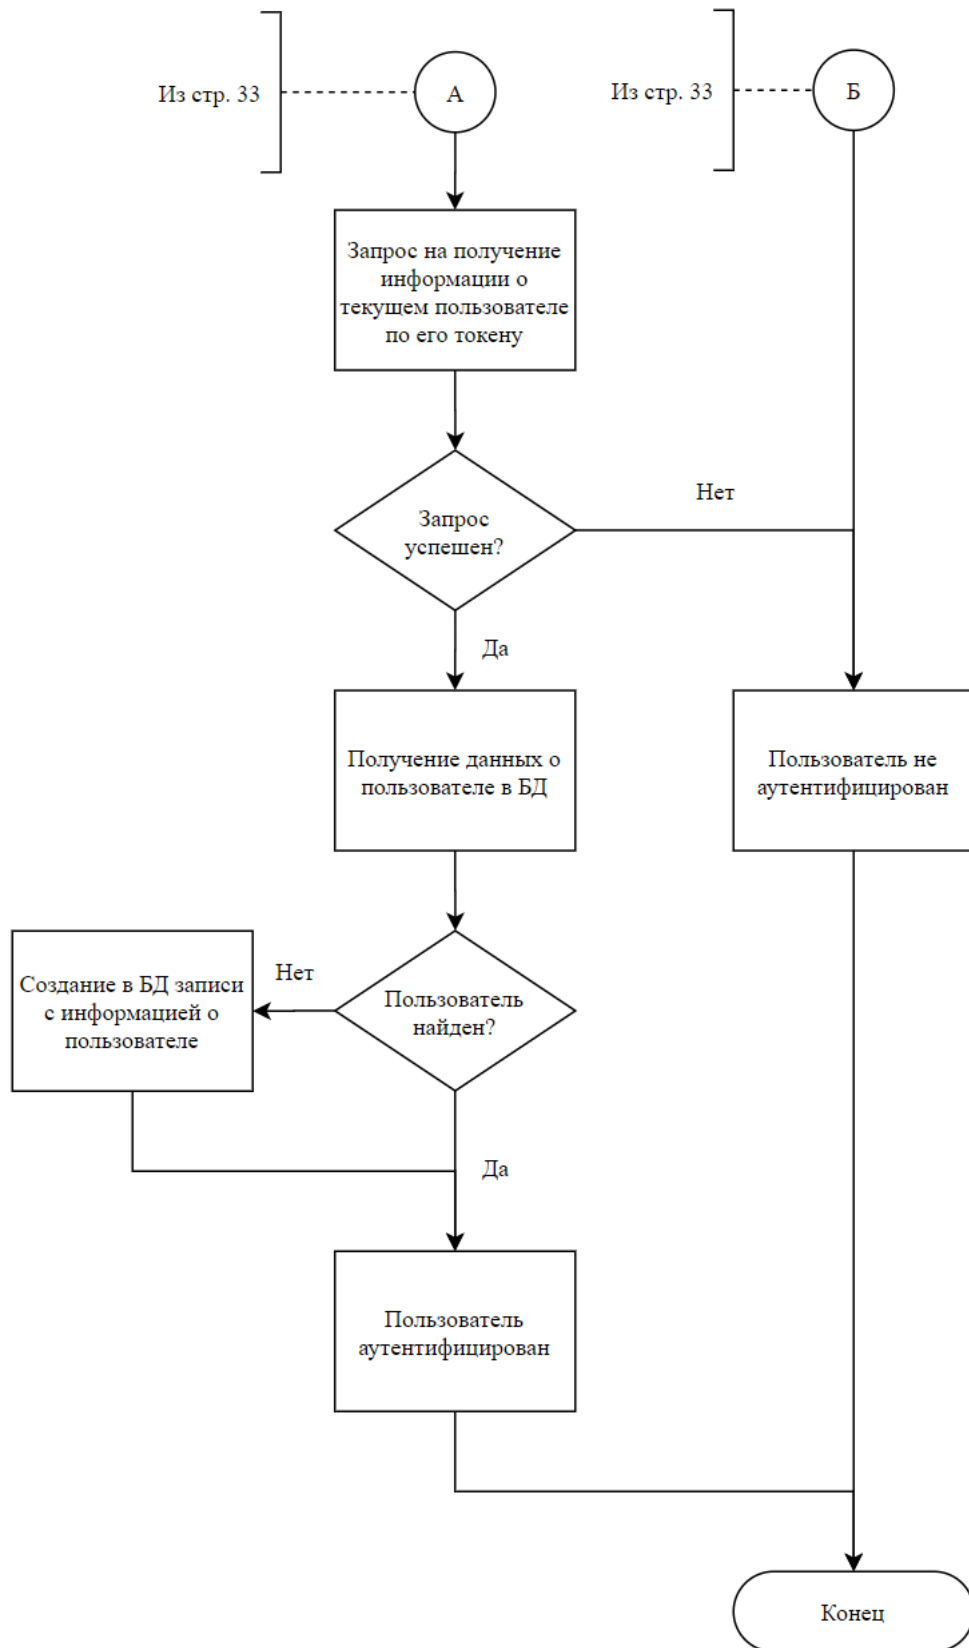 Из стр. 33
А
Из стр. 33
Б
Запрос на получение
информации о
текущем пользователе
по его токену
Запрос
успешен?
Нет
Да
Получение данных о
пользователе в БД
Пользователь не
аутентифицирован
Создание в БД записи
с информацией о
пользователе
Нет
Пользователь
найден?
Да
Пользователь
аутентифицирован
Конец